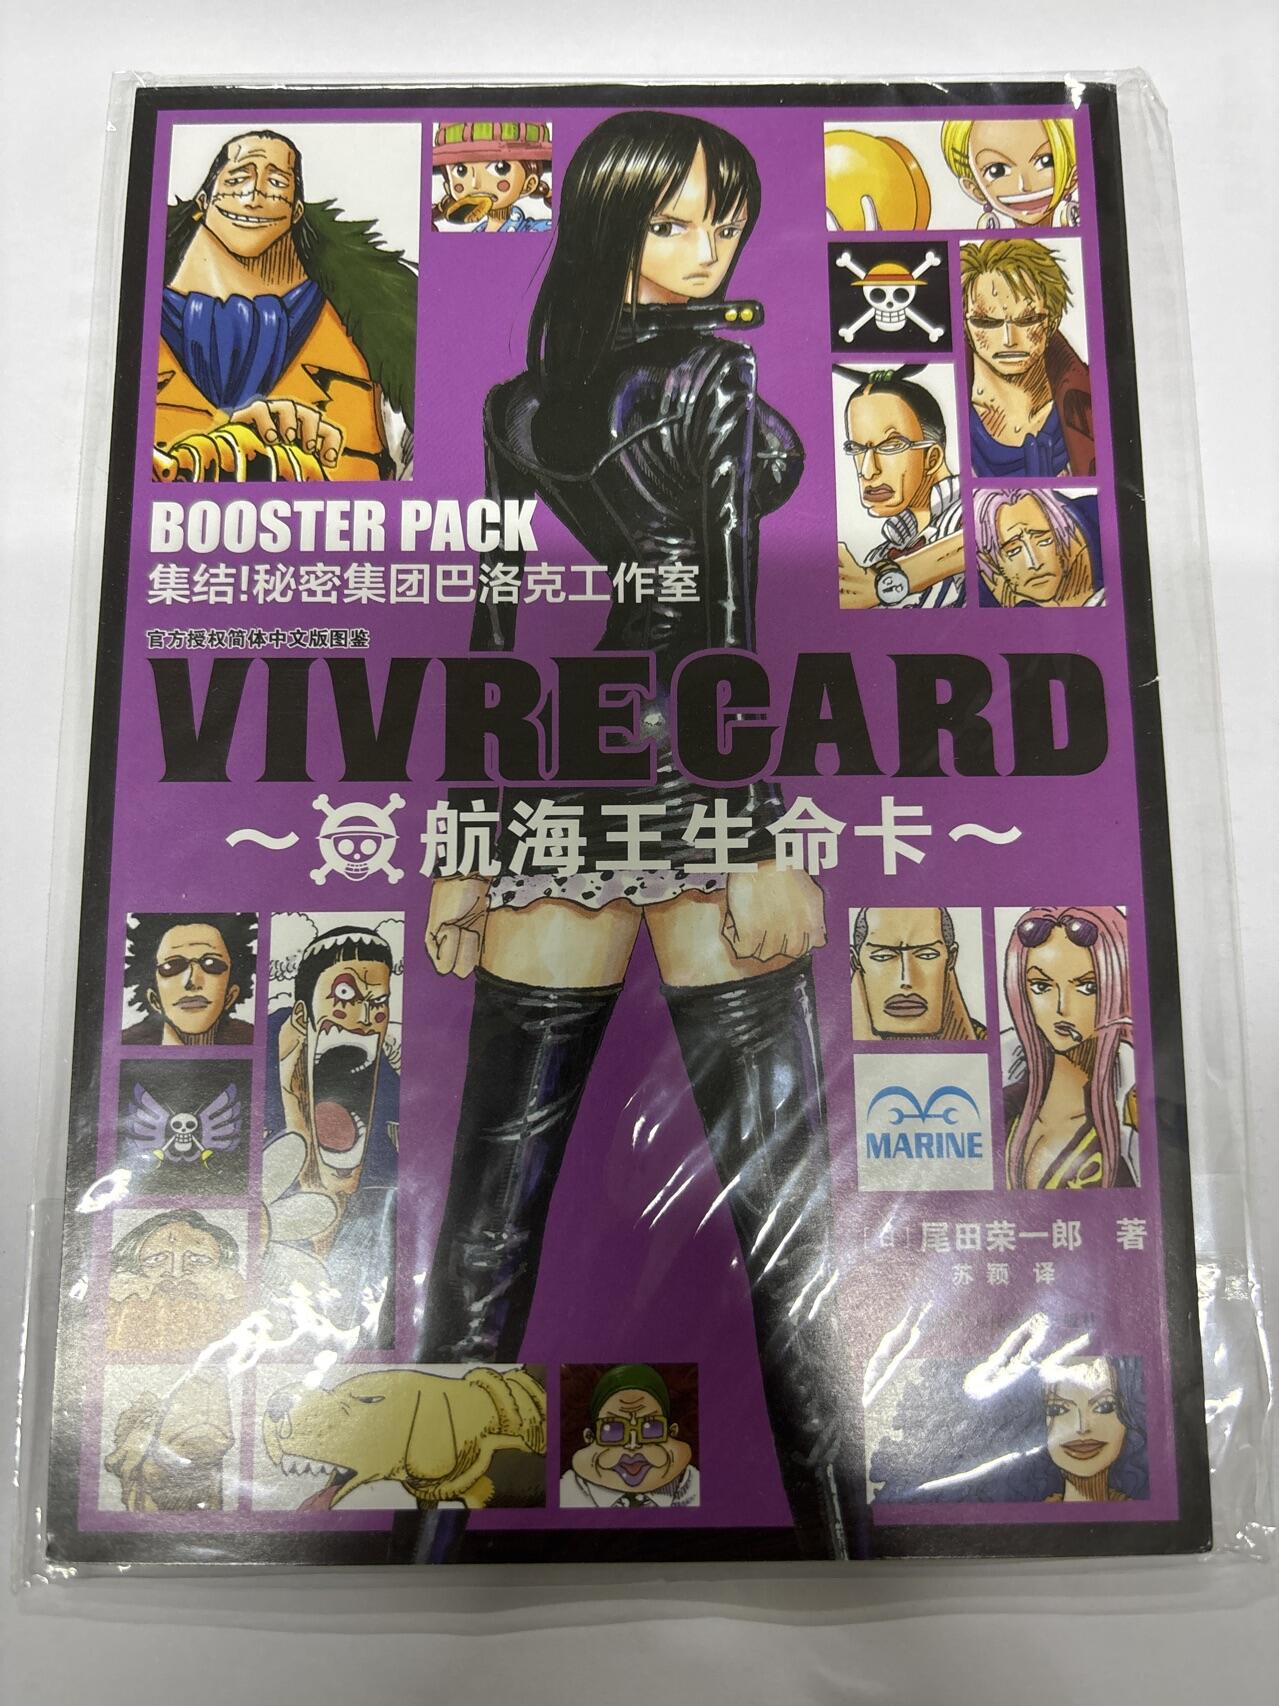 BOOSTER PACK
集结!秘密集团巴洛克工作室
官方授权简体中文版图鉴
VIVRE CARD
～航海王生命卡～
MARINE
[日]尾田荣一郎 著
苏颖 译